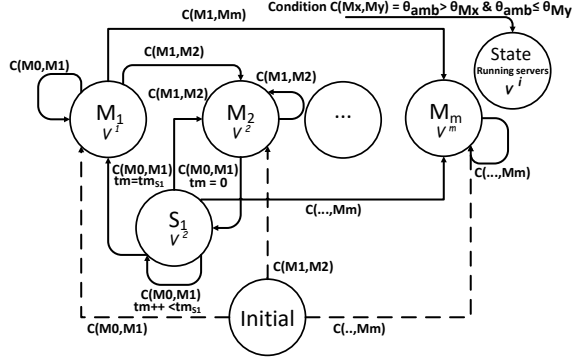 C(M1,Mm)
Condition C(Mx,My) = θamb> θMx & θamb≤ θMy
C(M0,M1)
C(M1,M2)
C(M1,M2)
State
Running servers
v i
C(M1,M2)
M1
V 1
M2
V 2
...
Mm
V m
C(M0,M1)
tm=tmS1
C(M0,M1)
tm = 0
C(...,Mm)
S1
V 2
C(...,Mm)
C(M0,M1)
tm++ <tmS1
C(M1,M2)
Initial
C(M0,M1)
C(..,Mm)